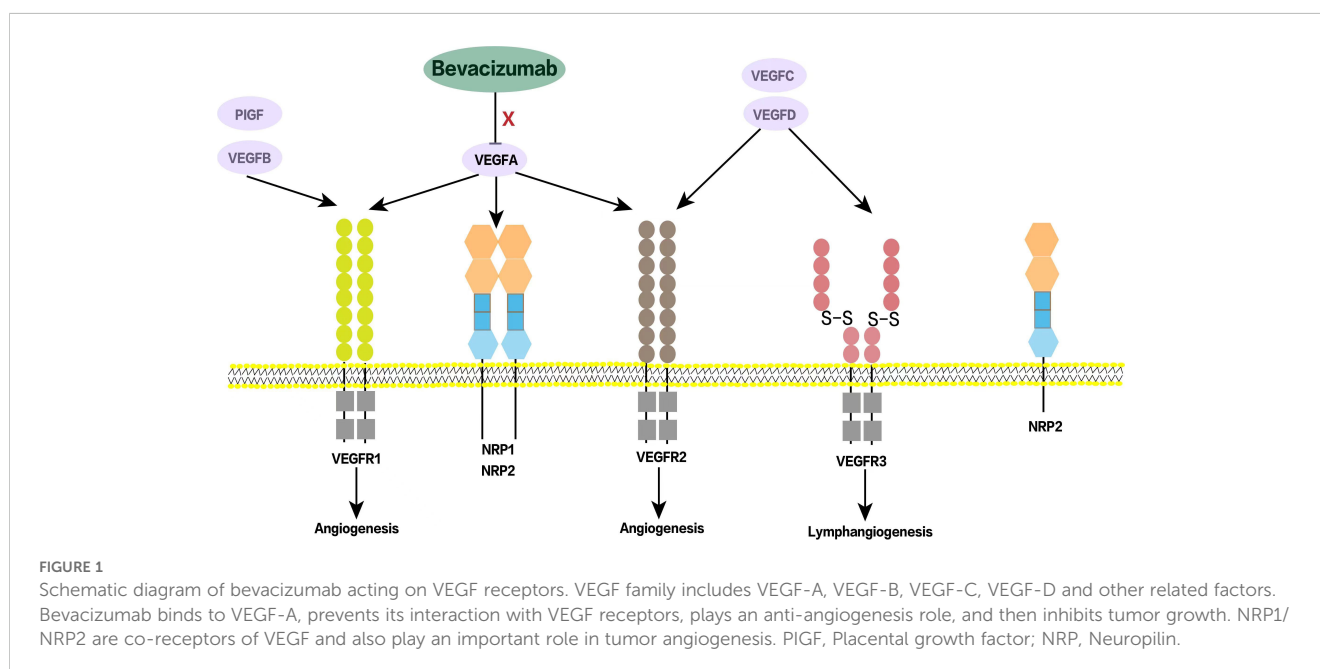 Bevacizumab
X
PIGF
VEGFB
VEGFA
VEGFC
VEGFD
S-S S-S
VEGFR1
NRP1
NRP2
VEGFR2
VEGFR3
NRP2
Angiogenesis
Angiogenesis
Lymphangiogenesis
FIGURE 1
Schematic diagram of bevacizumab acting on VEGF receptors. VEGF family includes VEGF-A, VEGF-B, VEGF-C, VEGF-D and other related factors.
Bevacizumab binds to VEGF-A, prevents its interaction with VEGF receptors, plays an anti-angiogenesis role, and then inhibits tumor growth. NRP1/
NRP2 are co-receptors of VEGF and also play an important role in tumor angiogenesis. PIGF, Placental growth factor; NRP, Neuropilin.